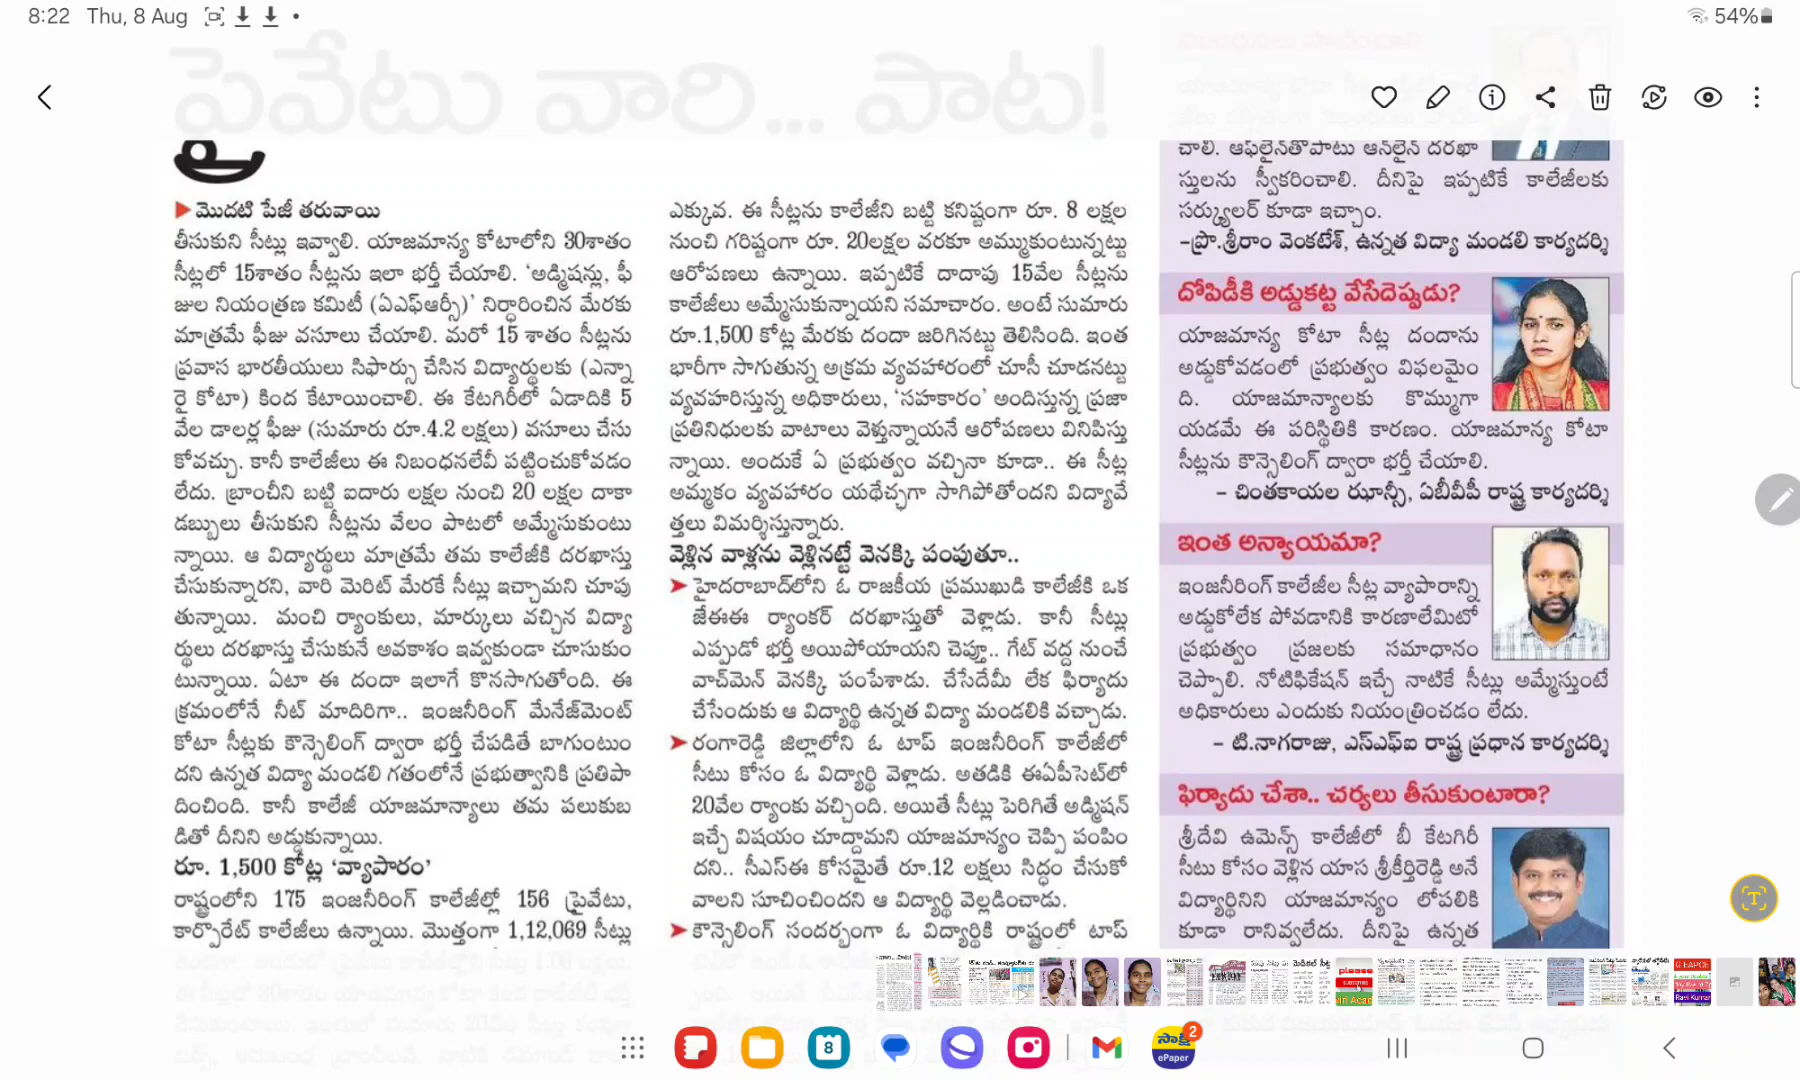 8:22 Thu, 8 Aug
54%
పైవేటు వారి... పాట!
మొదటి పేజీ తరువాయి
తీసుకుని సీట్లు ఇవ్వాలి. యాజమాన్య కోటాలోని 30శాతం
సీట్లలో 15శాతం సీట్లను ఇలా భర్తీ చేయాలి. 'అడ్మిషన్లు, ఫీ
జుల నియంత్రణ కమిటీ (ఏఎఫ్ఆర్సీ)' నిర్ధారించిన మేరకు
మాత్రమే ఫీజు వసూలు చేయాలి. మరో 15 శాతం సీట్లను
ప్రవాస భారతీయులు సిఫార్సు చేసిన విద్యార్థులకు (ఎన్నా
రై కోటా) కింద కేటాయించాలి. ఈ కేటగిరీలో ఏడాదికి 5
వేల డాలర్ల ఫీజు (సుమారు రూ.4.2 లక్షలు) వసూలు చేసు
కోవచ్చు. కానీ కాలేజీలు ఈ నిబంధనలేవీ పట్టించుకోవడం
లేదు. బ్రాంచీని బట్టి ఐదారు లక్షల నుంచి 20 లక్షల దాకా
డబ్బులు తీసుకుని సీట్లను వేలం పాటలో అమ్మేసుకుంటు
న్నాయి. ఆ విద్యార్థులు మాత్రమే తమ కాలేజీకి దరఖాస్తు
చేసుకున్నారని, వారి మెరిట్ మేరకే సీట్లు ఇచ్చామని చూపు
తున్నాయి. మంచి ర్యాంకులు, మార్కులు వచ్చిన విద్యా
ర్థులు దరఖాస్తు చేసుకునే అవకాశం ఇవ్వకుండా చూసుకుం
టున్నాయి. ఏటా ఈ దందా ఇలాగే కొనసాగుతోంది. ఈ
క్రమంలోనే నీట్ మాదిరిగా.. ఇంజనీరింగ్ మేనేజ్‌మెంట్
కోటా సీట్లకు కౌన్సెలింగ్ ద్వారా భర్తీ చేపడితే బాగుంటుం
దని ఉన్నత విద్యా మండలి గతంలోనే ప్రభుత్వానికి ప్రతిపా
దించింది. కానీ కాలేజీ యాజమాన్యాలు తమ పలుకుబ
డితో దీనిని అడ్డుకున్నాయి.
రూ. 1,500 కోట్ల 'వ్యాపారం'
రాష్ట్రంలోని 175 ఇంజనీరింగ్ కాలేజీల్లో 156 ప్రైవేటు,
కార్పొరేట్ కాలేజీలు ఉన్నాయి. మొత్తంగా 1,12,069 సీట్లు
ఎక్కువ. ఈ సీట్లను కాలేజీని బట్టి కనిష్టంగా రూ. 8 లక్షల
నుంచి గరిష్టంగా రూ. 20లక్షల వరకూ అమ్ముకుంటున్నట్టు
ఆరోపణలు ఉన్నాయి. ఇప్పటికే దాదాపు 15వేల సీట్లను
కాలేజీలు అమ్మేసుకున్నాయని సమాచారం. అంటే సుమారు
రూ.1,500 కోట్ల మేరకు దందా జరిగినట్టు తెలిసింది. ఇంత
భారీగా సాగుతున్న అక్రమ వ్యవహారంలో చూసీ చూడనట్టు
వ్యవహరిస్తున్న అధికారులు, 'సహకారం' అందిస్తున్న ప్రజా
ప్రతినిధులకు వాటాలు వెళ్తున్నాయనే ఆరోపణలు వినిపిస్తు
న్నాయి. అందుకే ఏ ప్రభుత్వం వచ్చినా కూడా.. ఈ సీట్ల
అమ్మకం వ్యవహారం యథేచ్ఛగా సాగిపోతోందని విద్యావే
త్తలు విమర్శిస్తున్నారు.
వెళ్లిన వాళ్లను వెళ్లినట్టే వెనక్కి పంపుతూ..
హైదరాబాద్‌లోని ఓ రాజకీయ ప్రముఖుడి కాలేజీకి ఒక
జేఈఈ ర్యాంకర్ దరఖాస్తుతో వెళ్లాడు. కానీ సీట్లు
ఎప్పుడో భర్తీ అయిపోయాయని చెప్తూ.. గేట్ వద్ద నుంచే
వాచ్‌మెన్ వెనక్కి పంపేశాడు. చేసేదేమీ లేక ఫిర్యాదు
చేసేందుకు ఆ విద్యార్థి ఉన్నత విద్యా మండలికి వచ్చాడు.
రంగారెడ్డి జిల్లాలోని ఓ టాప్ ఇంజనీరింగ్ కాలేజీలో
సీటు కోసం ఓ విద్యార్థి వెళ్లాడు. అతడికి ఈఏపీసెట్‌లో
20వేల ర్యాంకు వచ్చింది. అయితే సీట్లు పెరిగితే అడ్మిషన్
ఇచ్చే విషయం చూద్దామని యాజమాన్యం చెప్పి పంపిం
దని.. సీఎస్ఈ కోసమైతే రూ.12 లక్షలు సిద్ధం చేసుకో
వాలని సూచించిందని ఆ విద్యార్థి వెల్లడించాడు.
కౌన్సెలింగ్ సందర్భంగా ఓ విద్యార్థికి రాష్ట్రంలో టాప్
చాలి. ఆఫ్‌లైన్‌తోపాటు ఆన్‌లైన్ దరఖా
స్తులను స్వీకరించాలి. దీనిపై ఇప్పటికే కాలేజీలకు
సర్క్యులర్ కూడా ఇచ్చాం.
-ప్రొ.శ్రీరాం వెంకటేశ్, ఉన్నత విద్యా మండలి కార్యదర్శి
దోపిడీకి అడ్డుకట్ట వేసేదెప్పుడు?
యాజమాన్య కోటా సీట్ల దందాను
అడ్డుకోవడంలో ప్రభుత్వం విఫలమైం
ది. యాజమాన్యాలకు కొమ్ముగా
యడమే ఈ పరిస్థితికి కారణం. యాజమాన్య కోటా
సీట్లను కౌన్సెలింగ్ ద్వారా భర్తీ చేయాలి.
- చింతకాయల ఝాన్సీ, ఏబీవీపీ రాష్ట్ర కార్యదర్శి
ఇంత అన్యాయమా?
ఇంజనీరింగ్ కాలేజీల సీట్ల వ్యాపారాన్ని
అడ్డుకోలేక పోవడానికి కారణాలేమిటో
ప్రభుత్వం ప్రజలకు సమాధానం
చెప్పాలి. నోటిఫికేషన్ ఇచ్చే నాటికే సీట్లు అమ్మేస్తుంటే
అధికారులు ఎందుకు నియంత్రించడం లేదు.
- టి.నాగరాజు, ఎస్ఎఫ్ఐ రాష్ట్ర ప్రధాన కార్యదర్శి
ఫిర్యాదు చేశా.. చర్యలు తీసుకుంటారా?
శ్రీదేవి ఉమెన్స్ కాలేజీలో బీ కేటగిరీ
సీటు కోసం వెళ్లిన యాస శ్రీకీర్తిరెడ్డి అనే
విద్యార్థినిని యాజమాన్యం లోపలికి
కూడా రానివ్వలేదు. దీనిపై ఉన్నత
please
SUBSCRIBE
Ravi Kumar
8
సాక్షి
ePaper
2